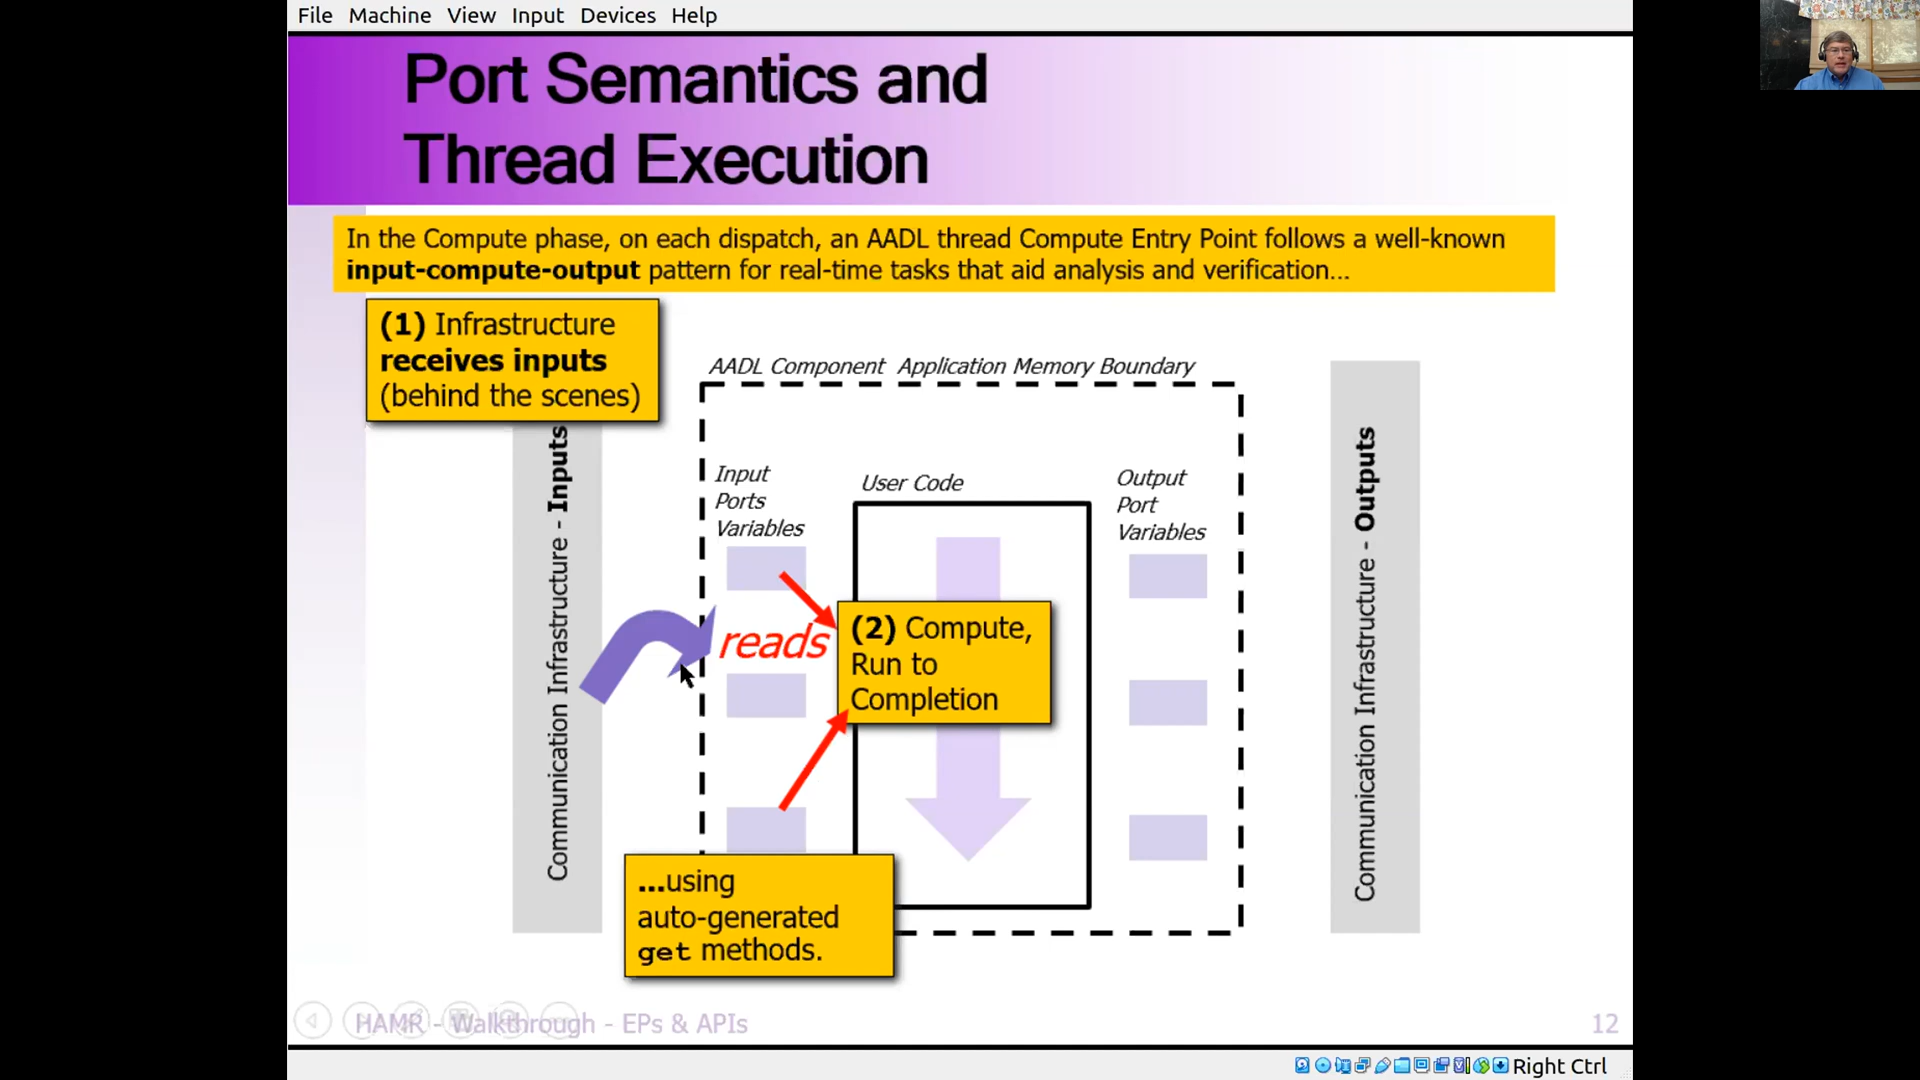 File Machine View Input Devices Help
Port Semantics and
Thread Execution
In the Compute phase, on each dispatch, an AADL thread Compute Entry Point follows a well-known
input-compute-output pattern for real-time tasks that aid analysis and verification...
(1) Infrastructure
receives inputs
(behind the scenes)
AADL Component Application Memory Boundary
Communication Infrastructure - Inputs
Input
Ports
Variables
User Code
Output
Port
Variables
Communication Infrastructure - Outputs
reads
(2) Compute,
Run to
Completion
...using
auto-generated
get methods.
HAMR - Walkthrough - EPs & APIs
12
Right Ctrl